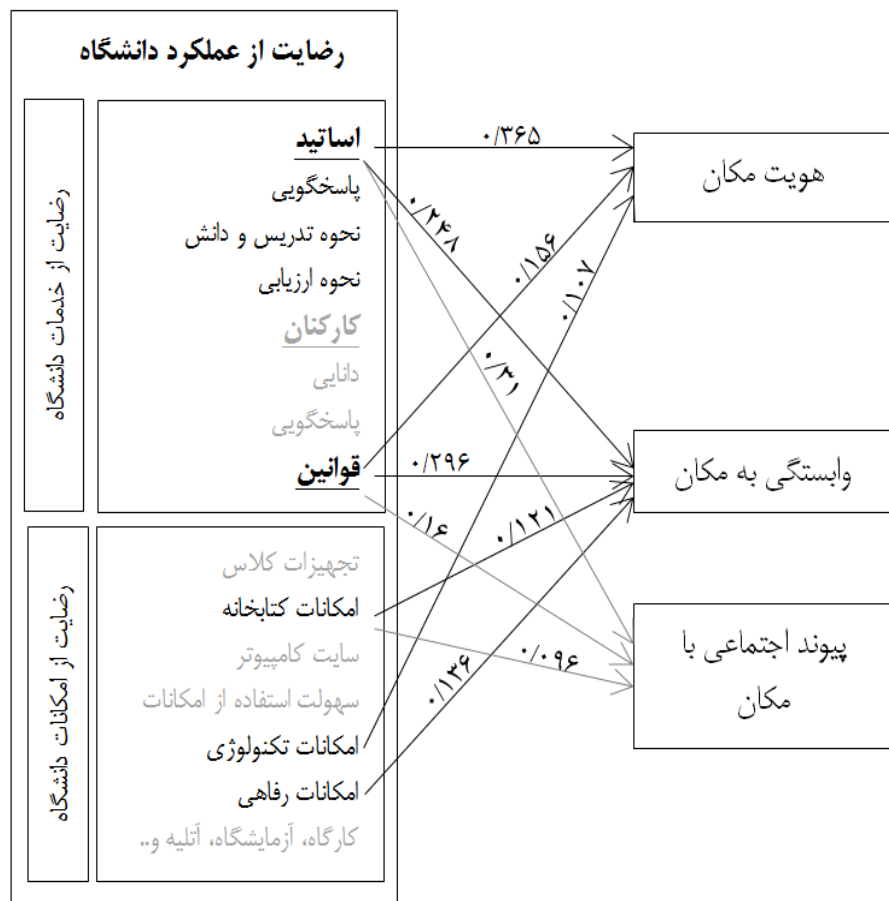 رضایت از عملکرد دانشگاه
رضایت از خدمات دانشگاه
اساتید
پاسخگویی
نحوه تدریس و دانش
نحوه ارزیابی
کارکنان
دانایی
پاسخگویی
قوانین
رضایت از امکانات دانشگاه
تجهیزات کلاس
امکانات کتابخانه
سایت کامپیوتر
سهولت استفاده از امکانات
امکانات تکنولوژی
امکانات رفاهی
کارگاه، آزمایشگاه، آتلیه و..
۰/۳۶۵
۰/۲۴۸
۰/۱۵۶
۰/۱۰۷
۰/۳۱
۰/۲۹۶
۰/۱۶
۰/۱۲۱
۰/۰۹۶
۰/۱۳۶
هویت مکان
وابستگی به مکان
پیوند اجتماعی با
مکان